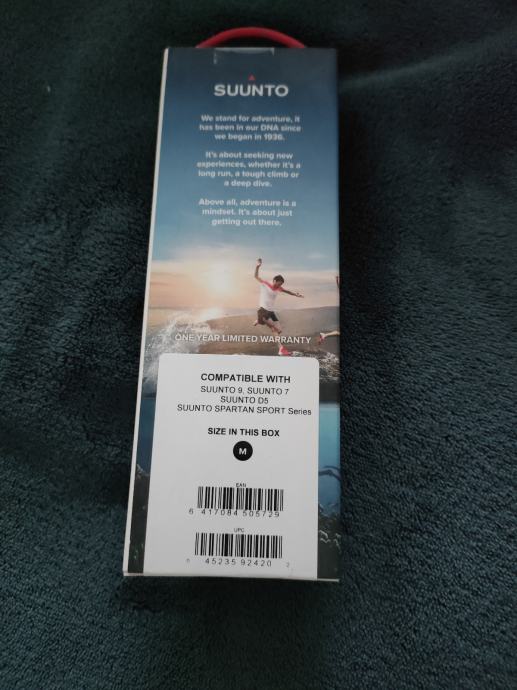 SUUNTO
We stand for adventure, it
has been in our DNA since
we began in 1936.
It's about seeking new
experiences, whether it's a
long run, a tough climb or
a deep dive.
Above all, adventure is a
mindset. It's about just
getting out there.
ONE YEAR LIMITED WARRANTY
COMPATIBLE WITH
SUUNTO 9, SUUNTO 7
SUUNTO D5
SUUNTO SPARTAN SPORT Series
SIZE IN THIS BOX
M
EAN
6 417084 505729
UPC
6 45235 92420 2